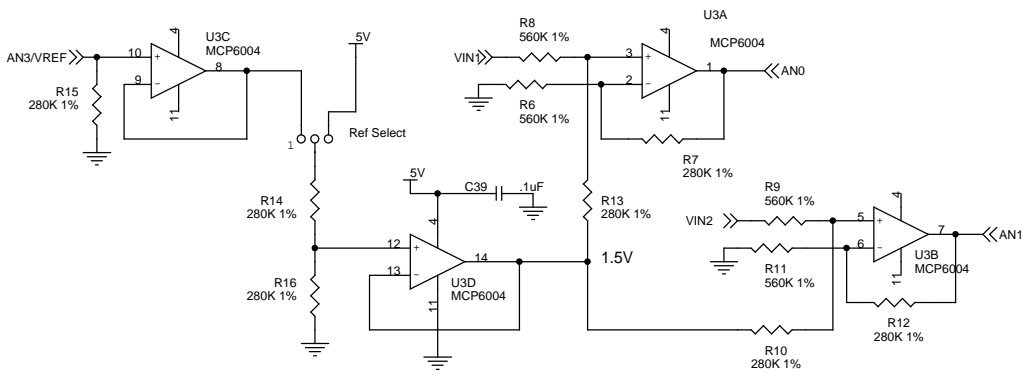 U3C
MCP6004
AN3/VREF
10
9
8
4
11
+
−
R15
280K 1%
5V
1
Ref Select
R14
280K 1%
R16
280K 1%
5V
C39
.1uF
12
13
14
4
11
+
−
U3D
MCP6004
1.5V
R8
560K 1%
VIN1
R6
560K 1%
U3A
MCP6004
3
2
1
4
11
+
−
AN0
R7
280K 1%
R13
280K 1%
R9
560K 1%
VIN2
R11
560K 1%
5
6
7
4
11
+
−
U3B
MCP6004
AN1
R12
280K 1%
R10
280K 1%